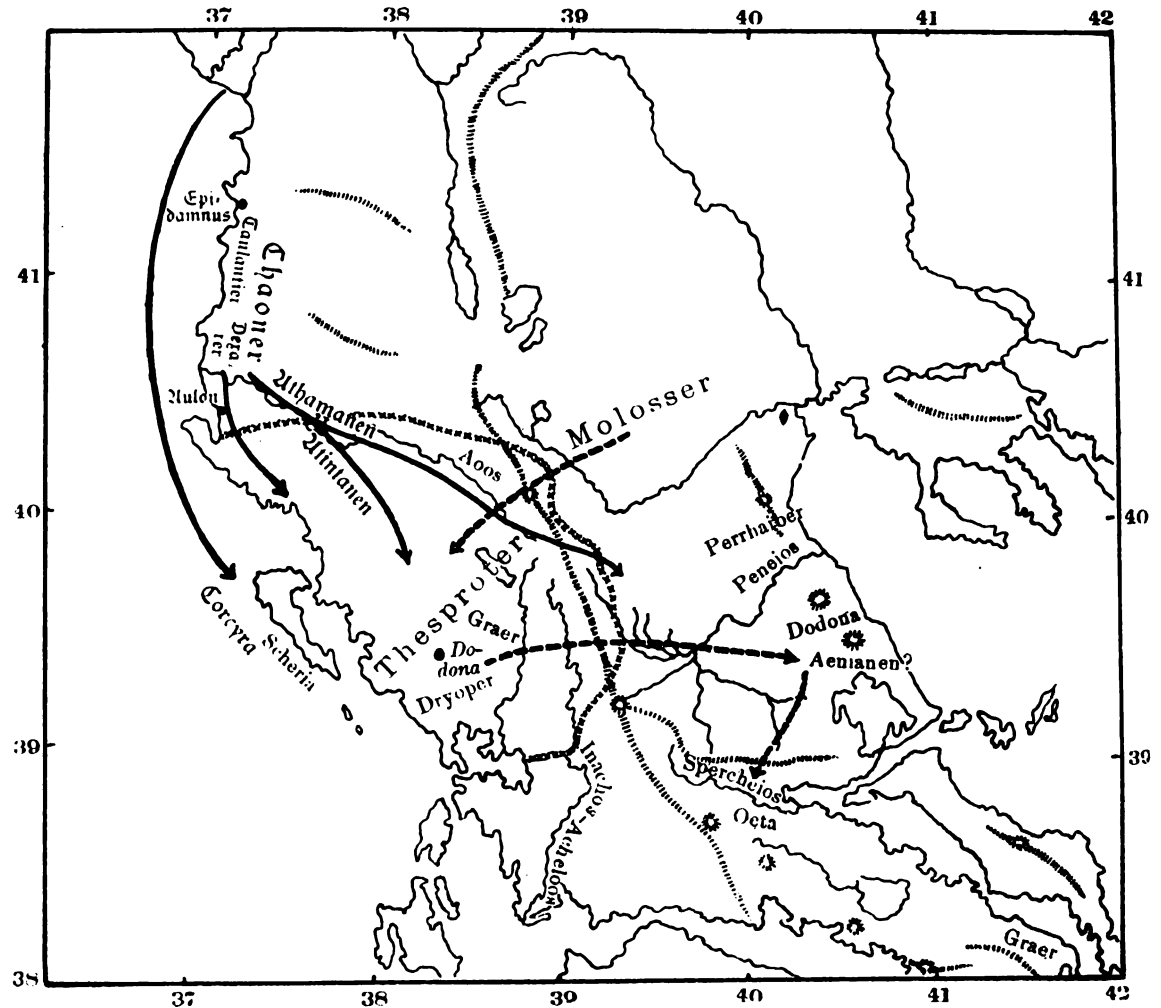 37 38 39 40 41 42
Epi-
damnus
Taulantier
Chaoner
41
41
Aulon
Athamanen
Molosser
Atintanen
Aoos
40
40
Perrhaiber
Peneios
Thesproter
Corcyra
Scheria
Graer
Dodona
Do-
dona
Aenianen?
Dryoper
39
39
Inachos-Acheloos
Spercheios
Oeta
Graer
38
38
37 38 39 40 41 42